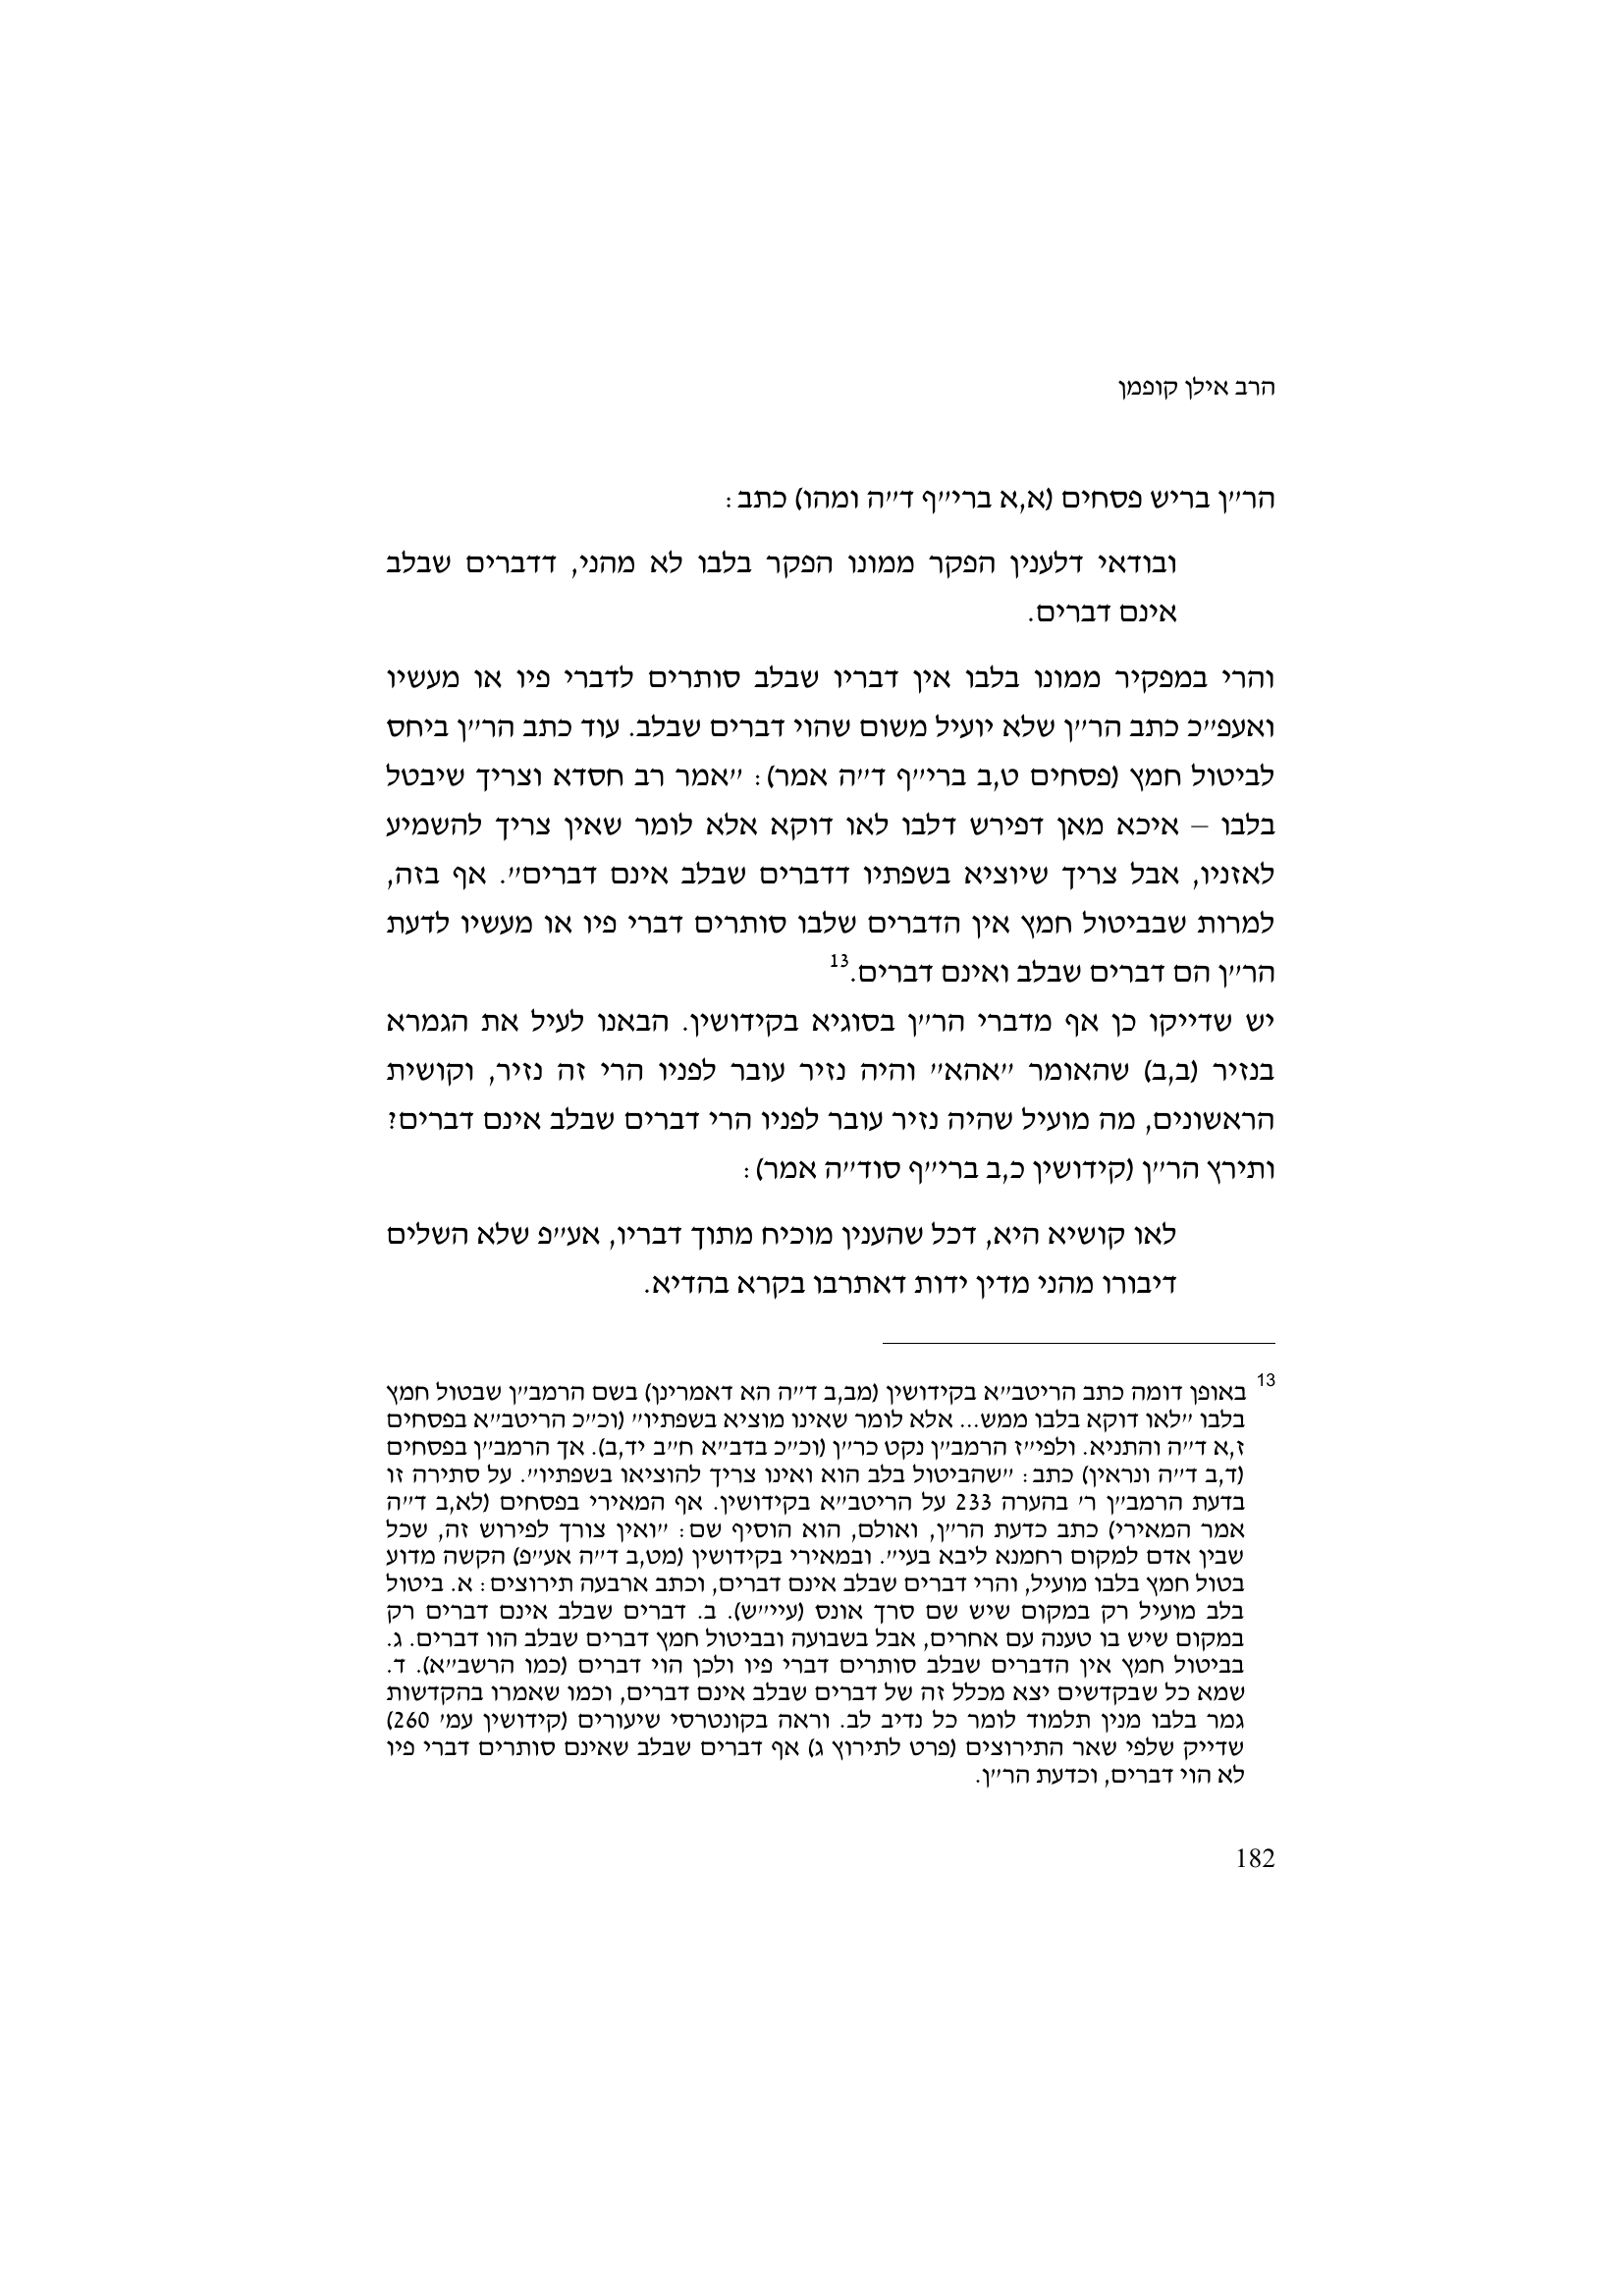 הרב אילן קופמן
הר״ן בריש פסחים (א,א ברי״ף ד״ה ומהו) כתב:
ובודאי דלענין הפקר ממונו הפקר בלבו לא מהני, דדברים שבלב
אינם דברים.
והרי במפקיר ממונו בלבו אין דבריו שבלב סותרים לדברי פיו או מעשיו
ואעפ״כ כתב הר״ן שלא יועיל משום שהוי דברים שבלב. עוד כתב הר״ן ביחס
לביטול חמץ (פסחים ט,ב ברי״ף ד״ה אמר): ״אמר רב חסדא וצריך שיבטל
בלבו – איכא מאן דפירש דלבו לאו דוקא אלא לומר שאין צריך להשמיע
לאזניו, אבל צריך שיוציא בשפתיו דדברים שבלב אינם דברים״. אף בזה,
למרות שבביטול חמץ אין הדברים שלבו סותרים דברי פיו או מעשיו לדעת
הר״ן הם דברים שבלב ואינם דברים.13
יש שדייקו כן אף מדברי הר״ן בסוגיא בקידושין. הבאנו לעיל את הגמרא
בנזיר (ב,ב) שהאומר ״אהא״ והיה נזיר עובר לפניו הרי זה נזיר, וקושית
הראשונים, מה מועיל שהיה נזיר עובר לפניו הרי דברים שבלב אינם דברים?
ותירץ הר״ן (קידושין כ,ב ברי״ף סוד״ה אמר):
לאו קושיא היא, דכל שהענין מוכיח מתוך דבריו, אע״פ שלא השלים
דיבורו מהני מדין ידות דאתרבו בקרא בהדיא.
13 באופן דומה כתב הריטב״א בקידושין (מב,ב ד״ה הא דאמרינן) בשם הרמב״ן שבטול חמץ
בלבו ״לאו דוקא בלבו ממש... אלא לומר שאינו מוציא בשפתיו״ (וכ״כ הריטב״א בפסחים
ז,א ד״ה והתניא. ולפי״ז הרמב״ן נקט כר״ן (וכ״כ בדב״א ח״ב יד,ב). אך הרמב״ן בפסחים
(ד,ב ד״ה ונראין) כתב: ״שהביטול בלב הוא ואינו צריך להוציאו בשפתיו״. על סתירה זו
בדעת הרמב״ן ר׳ בהערה 233 על הריטב״א בקידושין. אף המאירי בפסחים (לא,ב ד״ה
אמר המאירי) כתב כדעת הר״ן, ואולם, הוא הוסיף שם: ״ואין צורך לפירוש זה, שכל
שבין אדם למקום רחמנא ליבא בעי״. ובמאירי בקידושין (מט,ב ד״ה אע״פ) הקשה מדוע
בטול חמץ בלבו מועיל, והרי דברים שבלב אינם דברים, וכתב ארבעה תירוצים: א. ביטול
בלב מועיל רק במקום שיש שם סרך אונס (עיי״ש). ב. דברים שבלב אינם דברים רק
במקום שיש בו טענה עם אחרים, אבל בשבועה ובביטול חמץ דברים שבלב הוו דברים. ג.
בביטול חמץ אין הדברים שבלב סותרים דברי פיו ולכן הוי דברים (כמו הרשב״א). ד.
שמא כל שבקדשים יצא מכלל זה של דברים שבלב אינם דברים, וכמו שאמרו בהקדשות
גמר בלבו מנין תלמוד לומר כל נדיב לב. וראה בקונטרסי שיעורים (קידושין עמ׳ 260)
שדייק שלפי שאר התירוצים (פרט לתירוץ ג) אף דברים שבלב שאינם סותרים דברי פיו
לא הוי דברים, וכדעת הר״ן.
182